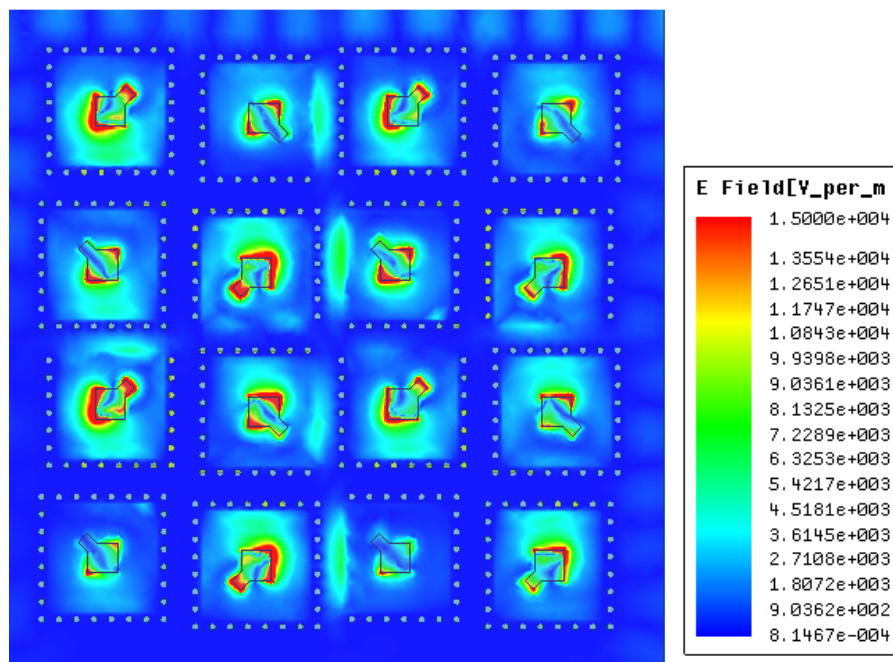 E Field[V_per_m
1.5000e+004
1.3554e+004
1.2651e+004
1.1747e+004
1.0843e+004
9.9398e+003
9.0361e+003
8.1325e+003
7.2289e+003
6.3253e+003
5.4217e+003
4.5181e+003
3.6145e+003
2.7108e+003
1.8072e+003
9.0362e+002
8.1467e-004